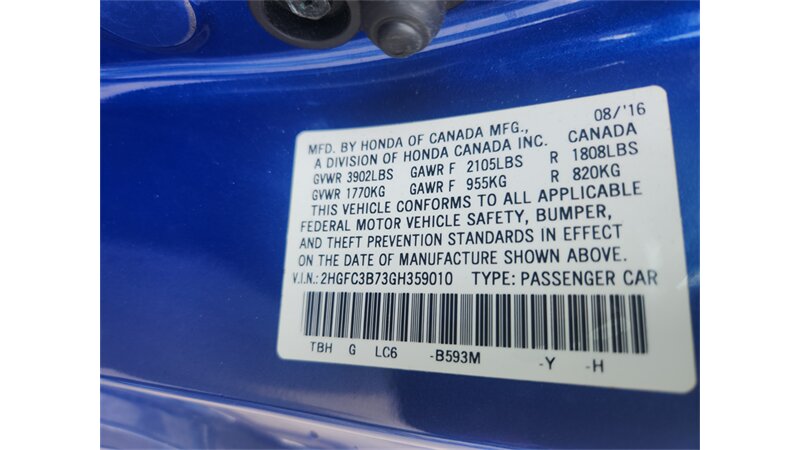 08/'16
MFD. BY HONDA OF CANADA MFG.,
A DIVISION OF HONDA CANADA INC. CANADA
GVWR 3902LBS GAWR F 2105LBS R 1808LBS
GVWR 1770KG GAWR F 955KG R 820KG
THIS VEHICLE CONFORMS TO ALL APPLICABLE
FEDERAL MOTOR VEHICLE SAFETY, BUMPER,
AND THEFT PREVENTION STANDARDS IN EFFECT
ON THE DATE OF MANUFACTURE SHOWN ABOVE.
V.I.N.: 2HGFC3B73GH359010 TYPE: PASSENGER CAR
TBH G LC6 -B593M -Y -H